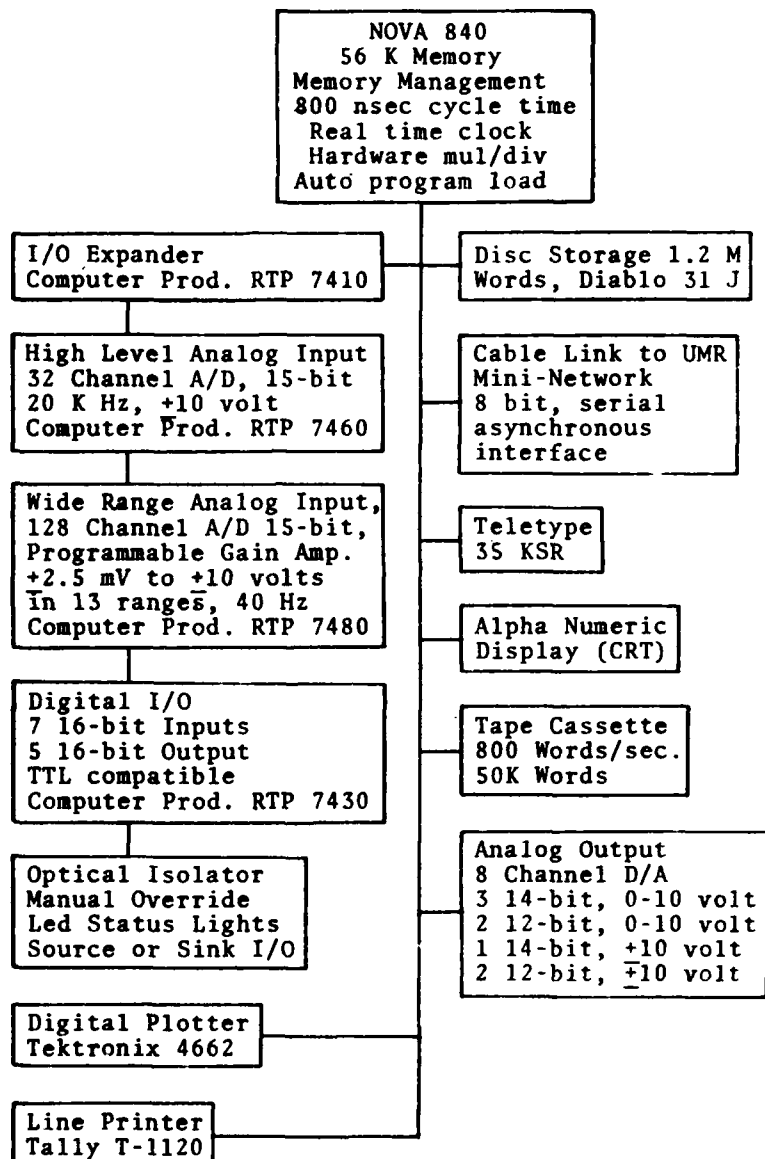 NOVA 840
56 K Memory
Memory Management
800 nsec cycle time
Real time clock
Hardware mul/div
Auto program load
I/O Expander
Computer Prod. RTP 7410
Disc Storage 1.2 M
Words, Diablo 31 J
High Level Analog Input
32 Channel A/D, 15-bit
20 K Hz, ±10 volt
Computer Prod. RTP 7460
Cable Link to UMR
Mini-Network
8 bit, serial
asynchronous
interface
Wide Range Analog Input,
128 Channel A/D 15-bit,
Programmable Gain Amp.
±2.5 mV to ±10 volts
in 13 ranges, 40 Hz
Computer Prod. RTP 7480
Teletype
35 KSR
Alpha Numeric
Display (CRT)
Digital I/O
7 16-bit Inputs
5 16-bit Output
TTL compatible
Computer Prod. RTP 7430
Tape Cassette
800 Words/sec.
50K Words
Optical Isolator
Manual Override
Led Status Lights
Source or Sink I/O
Analog Output
8 Channel D/A
3 14-bit, 0-10 volt
2 12-bit, 0-10 volt
1 14-bit, ±10 volt
2 12-bit, ±10 volt
Digital Plotter
Tektronix 4662
Line Printer
Tally T-1120